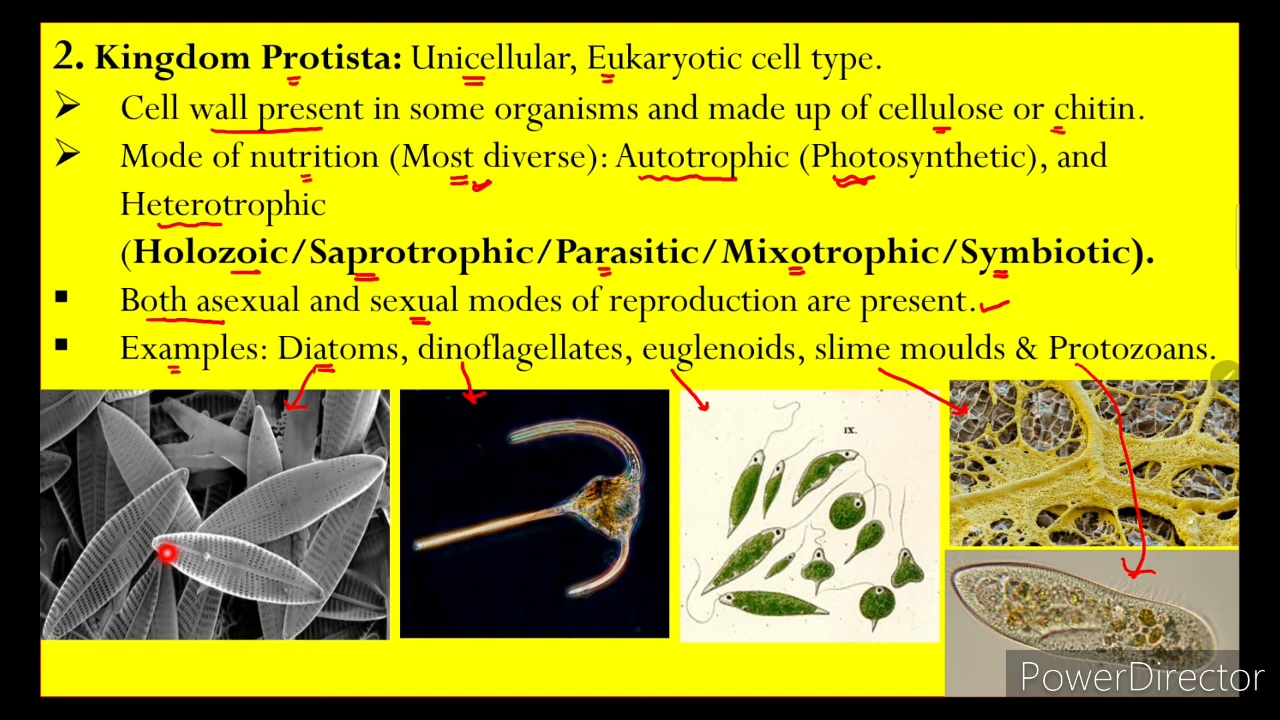 2. Kingdom Protista: Unicellular, Eukaryotic cell type.
➢ Cell wall present in some organisms and made up of cellulose or chitin.
➢ Mode of nutrition (Most diverse): Autotrophic (Photosynthetic), and
Heterotrophic
(Holozoic/Saprotrophic/Parasitic/Mixotrophic/Symbiotic).
▪ Both asexual and sexual modes of reproduction are present.
▪ Examples: Diatoms, dinoflagellates, euglenoids, slime moulds & Protozoans.
IX.
PowerDirector